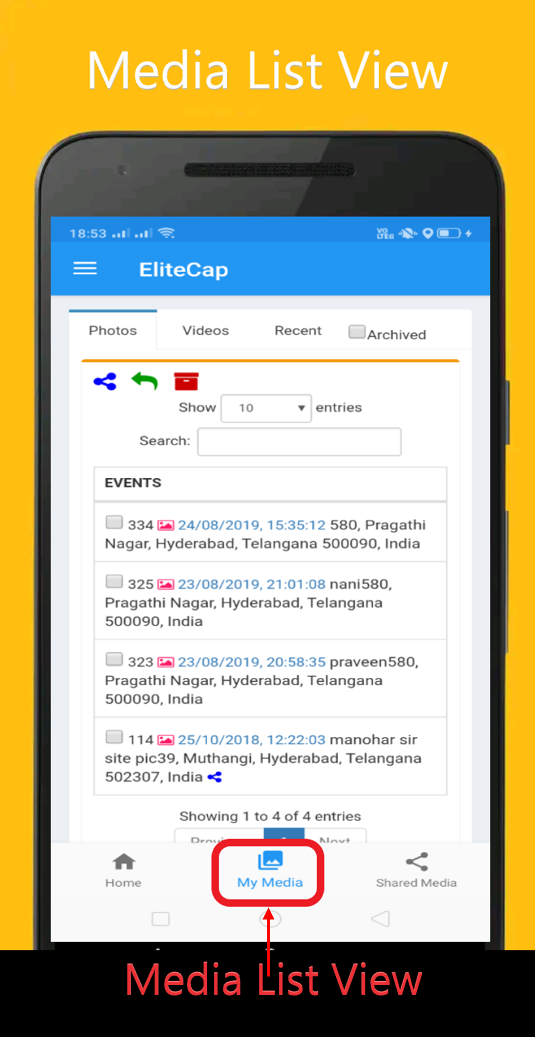 Media List View
18:53
VO LTE
EliteCap
Photos Videos Recent Archived
Show 10 entries
Search:
EVENTS
334 24/08/2019, 15:35:12 580, Pragathi
Nagar, Hyderabad, Telangana 500090, India
325 23/08/2019, 21:01:08 nani580,
Pragathi Nagar, Hyderabad, Telangana
500090, India
323 23/08/2019, 20:58:35 praveen580,
Pragathi Nagar, Hyderabad, Telangana
500090, India
114 25/10/2018, 12:22:03 manohar sir
site pic39, Muthangi, Hyderabad, Telangana
502307, India
Showing 1 to 4 of 4 entries
Home My Media Shared Media
Media List View